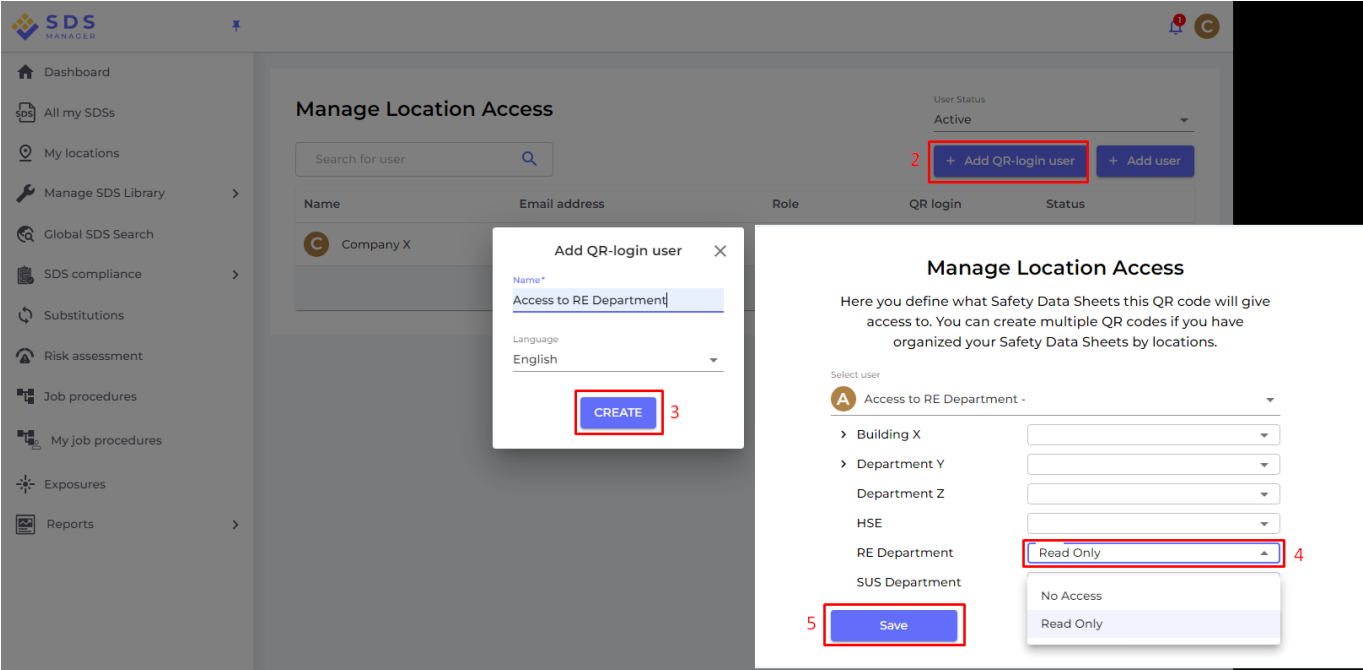 SDS
MANAGER
1
C
Dashboard
All my SDSs
My locations
Manage SDS Library
Global SDS Search
SDS compliance
Substitutions
Risk assessment
Job procedures
My job procedures
Exposures
Reports
Manage Location Access
User Status
Active
Search for user
2
+ Add QR-login user
+ Add user
Name Email address Role QR login Status
C Company X
Add QR-login user
Name*
Access to RE Department
Language
English
CREATE
3
Manage Location Access
Here you define what Safety Data Sheets this QR code will give
access to. You can create multiple QR codes if you have
organized your Safety Data Sheets by locations.
Select user
A Access to RE Department -
Building X
Department Y
Department Z
HSE
RE Department Read Only 4
SUS Department
No Access
Read Only
5 Save